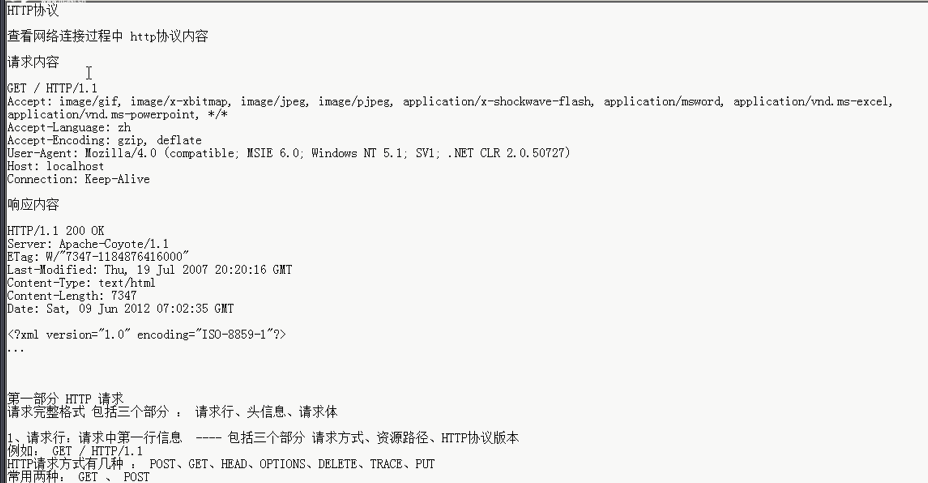 HTTP协议
查看网络连接过程中 http协议内容
请求内容
GET / HTTP/1.1
Accept: image/gif, image/x-xbitmap, image/jpeg, image/pjpeg, application/x-shockwave-flash, application/msword, application/vnd.ms-excel,
application/vnd.ms-powerpoint, */*
Accept-Language: zh
Accept-Encoding: gzip, deflate
User-Agent: Mozilla/4.0 (compatible; MSIE 6.0; Windows NT 5.1; SV1; .NET CLR 2.0.50727)
Host: localhost
Connection: Keep-Alive
响应内容
HTTP/1.1 200 OK
Server: Apache-Coyote/1.1
ETag: W/"7347-1184876416000"
Last-Modified: Thu, 19 Jul 2007 20:20:16 GMT
Content-Type: text/html
Content-Length: 7347
Date: Sat, 09 Jun 2012 07:02:35 GMT
<?xml version="1.0" encoding="ISO-8859-1"?>
...
第一部分 HTTP 请求
请求完整格式 包括三个部分 ： 请求行、头信息、请求体
1、请求行：请求中第一行信息 ---- 包括三个部分 请求方式、资源路径、HTTP协议版本
例如： GET / HTTP/1.1
HTTP请求方式有几种 ： POST、GET、HEAD、OPTIONS、DELETE、TRACE、PUT
常用两种： GET 、 POST